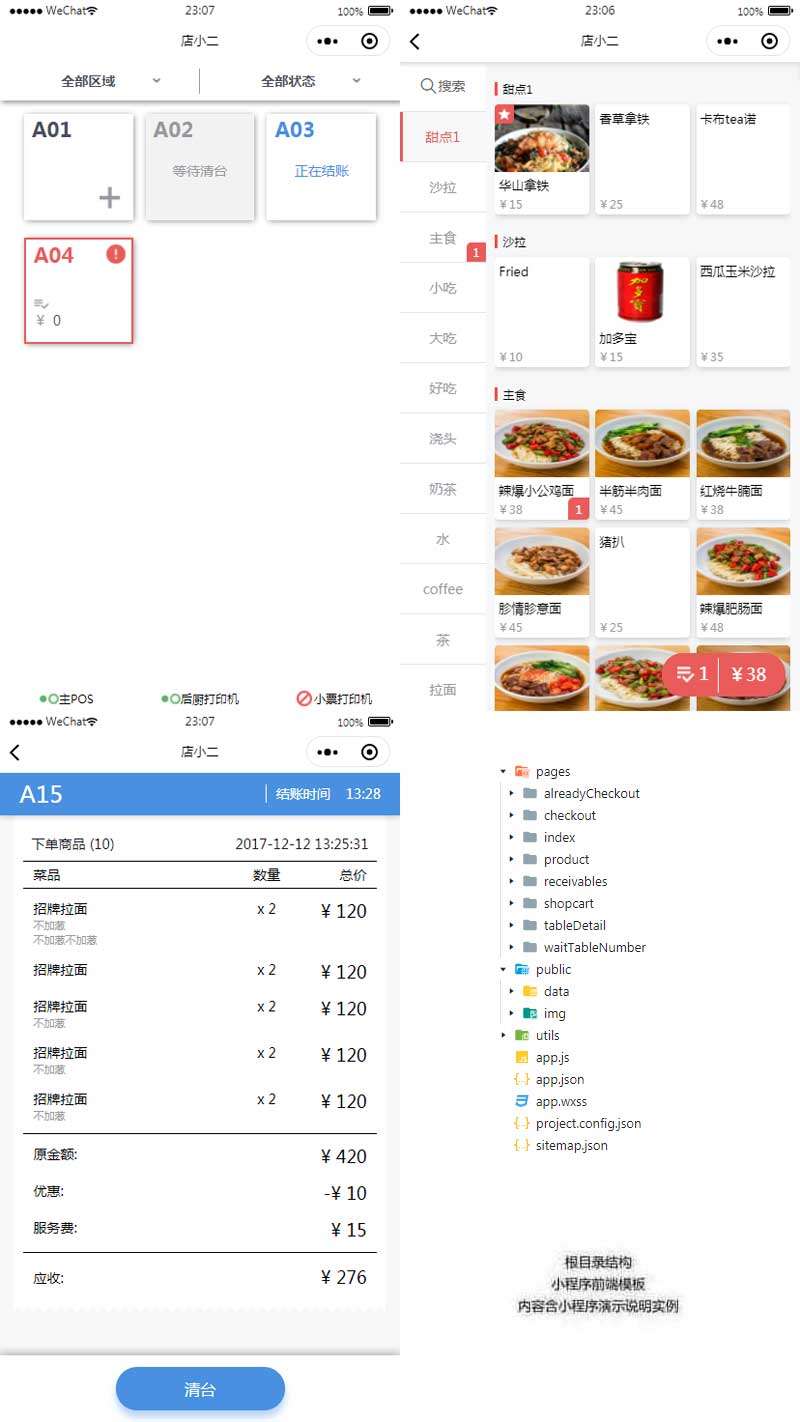 WeChat 23:07 100%
店小二
全部区域 全部状态
A01 A02 A03
等待清台 正在结账
A04
¥ 0
主POS 后厨打印机 小票打印机
WeChat 23:06 100%
店小二
搜索
甜点1
沙拉
主食 1
小吃
大吃
好吃
浇头
奶茶
水
coffee
茶
拉面
甜点1
华山拿铁 香草拿铁 卡布tea诺
¥15 ¥25 ¥48
沙拉
Fried 加多宝 西瓜玉米沙拉
¥10 ¥15 ¥35
主食
辣爆小公鸡面 半筋半肉面 红烧牛腩面
¥38 1 ¥45 ¥38
胗情胗意面 猪扒 辣爆肥肠面
¥45 ¥25 ¥48
1 ¥38
WeChat 23:07 100%
店小二
A15 结账时间 13:28
下单商品 (10) 2017-12-12 13:25:31
菜品 数量 总价
招牌拉面 x 2 ¥ 120
不加葱
不加葱不加葱
招牌拉面 x 2 ¥ 120
招牌拉面 x 2 ¥ 120
不加葱
招牌拉面 x 2 ¥ 120
不加葱
招牌拉面 x 2 ¥ 120
不加葱
原金额: ¥ 420
优惠: -¥ 10
服务费: ¥ 15
应收: ¥ 276
清台
pages
alreadyCheckout
checkout
index
product
receivables
shopcart
tableDetail
waitTableNumber
public
data
img
utils
app.js
app.json
app.wxss
project.config.json
sitemap.json
根目录结构
小程序前端模板
内容含小程序演示说明实例